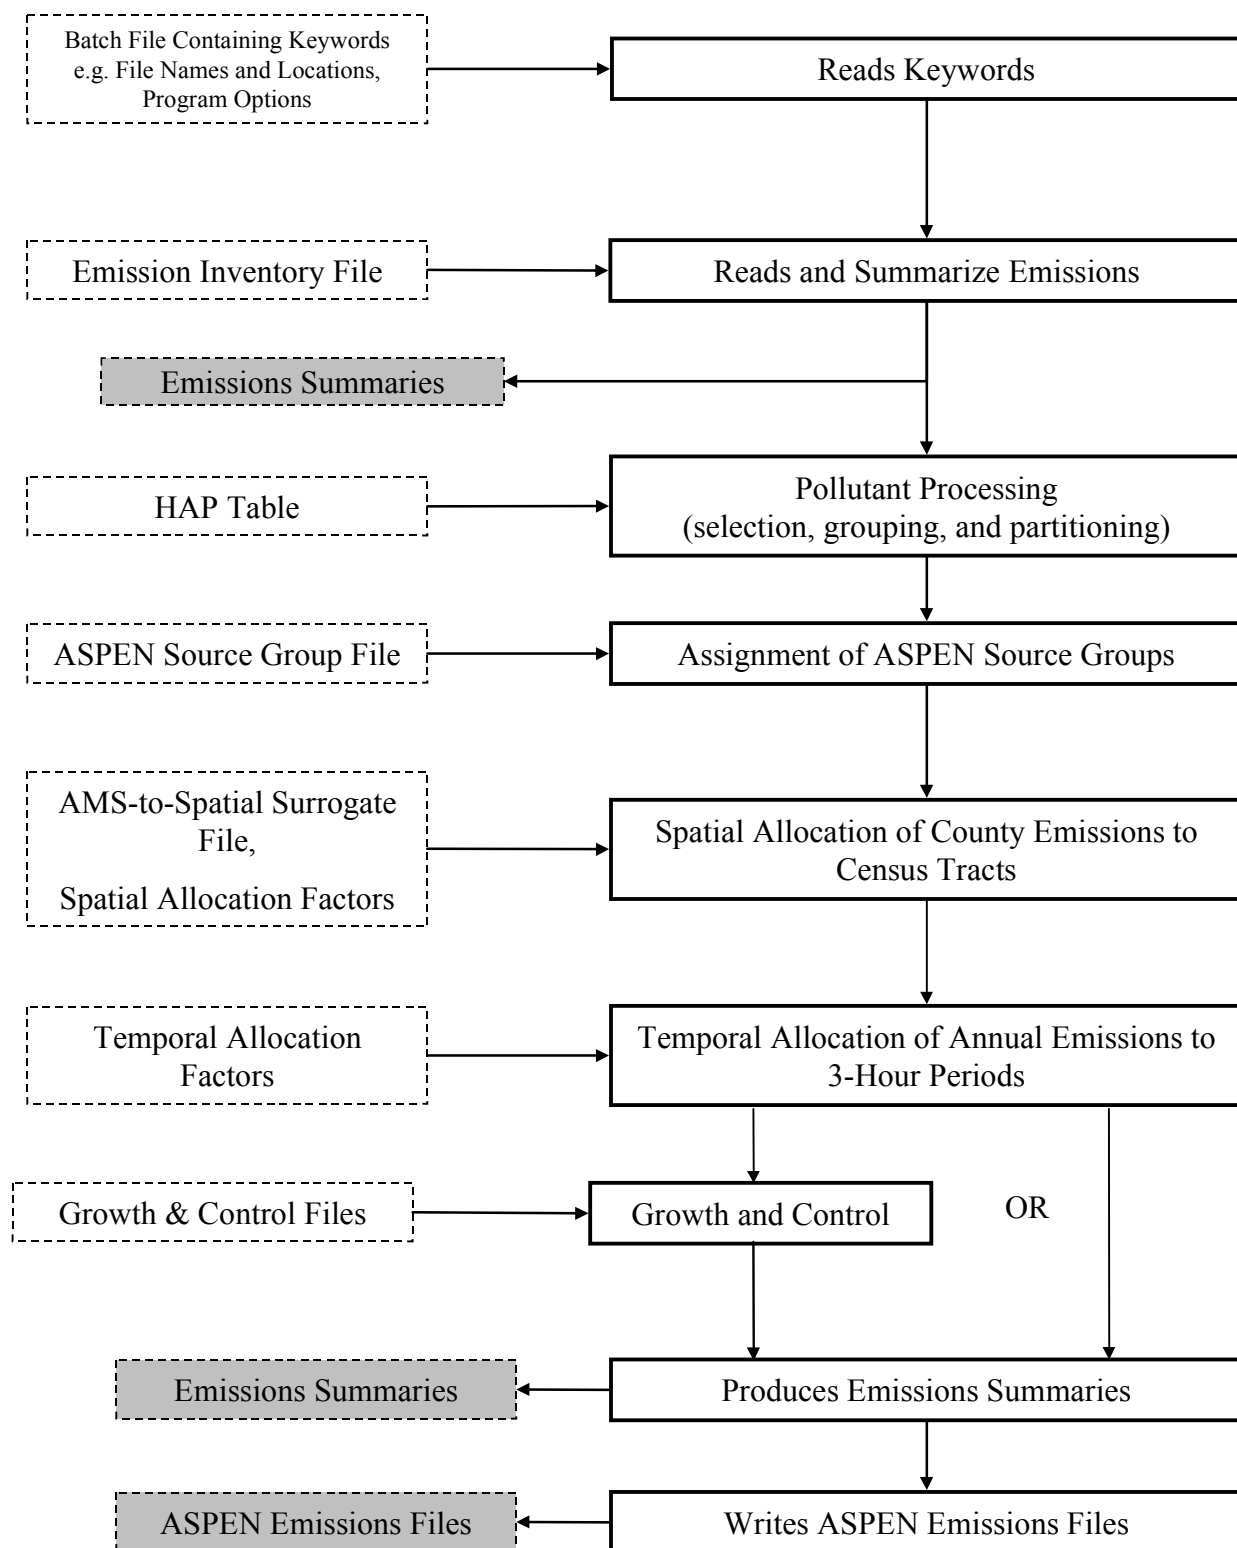 Batch File Containing Keywords
e.g. File Names and Locations,
Program Options
Reads Keywords
Emission Inventory File
Reads and Summarize Emissions
Emissions Summaries
HAP Table
Pollutant Processing
(selection, grouping, and partitioning)
ASPEN Source Group File
Assignment of ASPEN Source Groups
AMS-to-Spatial Surrogate
File,
Spatial Allocation Factors
Spatial Allocation of County Emissions to
Census Tracts
Temporal Allocation
Factors
Temporal Allocation of Annual Emissions to
3-Hour Periods
Growth & Control Files
Growth and Control
OR
Emissions Summaries
Produces Emissions Summaries
ASPEN Emissions Files
Writes ASPEN Emissions Files